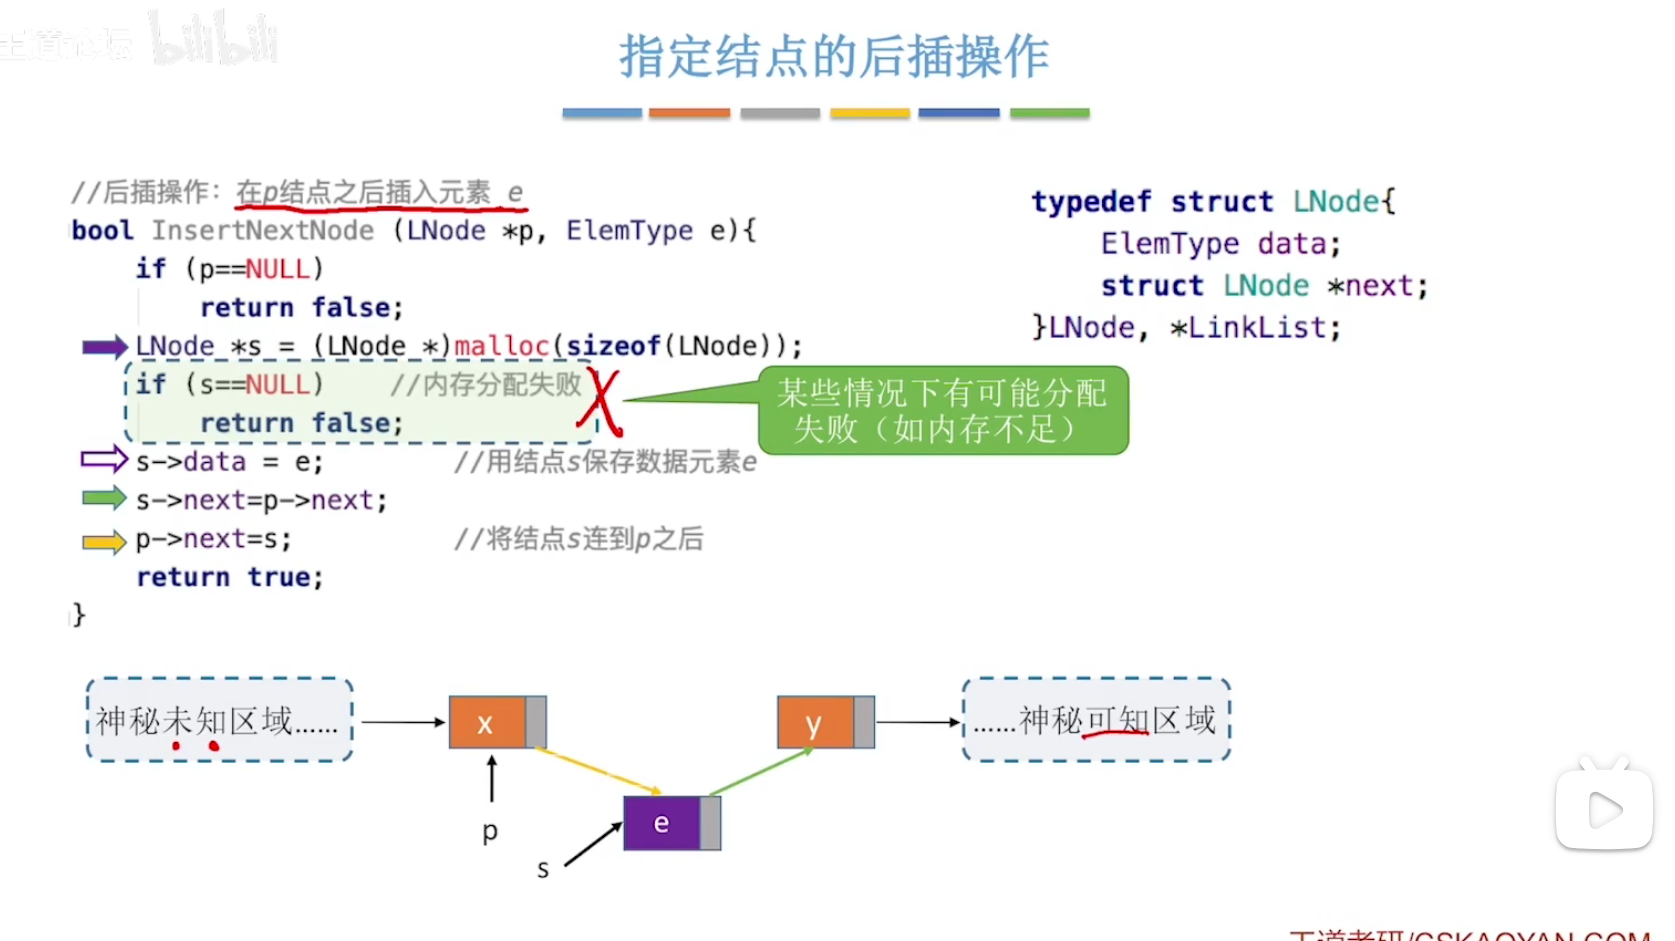 王道论坛 bilibili
指定结点的后插操作
//后插操作：在p结点之后插入元素 e
bool InsertNextNode (LNode *p, ElemType e){
if (p==NULL)
return false;
LNode *s = (LNode *)malloc(sizeof(LNode));
if (s==NULL) //内存分配失败
return false;
s->data = e; //用结点s保存数据元素e
s->next=p->next;
p->next=s; //将结点s连到p之后
return true;
}
typedef struct LNode{
ElemType data;
struct LNode *next;
}LNode, *LinkList;
某些情况下有可能分配
失败（如内存不足）
神秘未知区域……
x
y
……神秘可知区域
p
e
s
王道考研/CSKAOYAN.COM